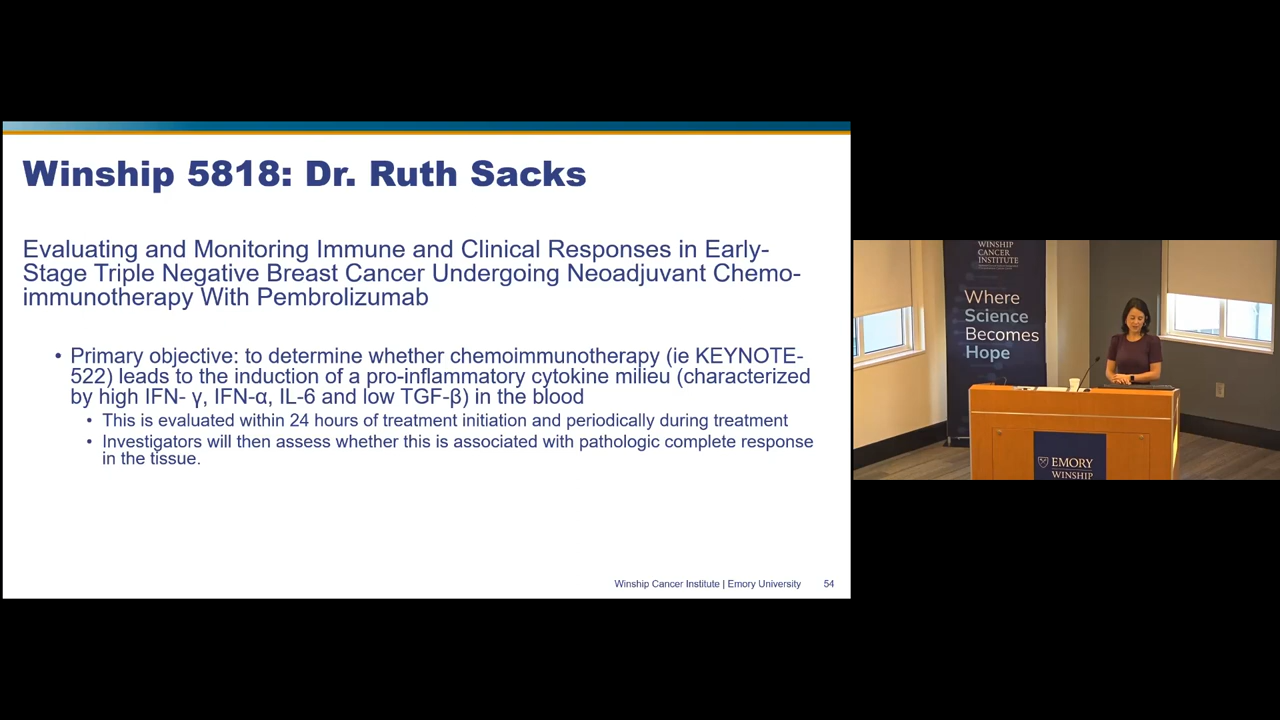 Winship 5818: Dr. Ruth Sacks
Evaluating and Monitoring Immune and Clinical Responses in Early-
Stage Triple Negative Breast Cancer Undergoing Neoadjuvant Chemo-
immunotherapy With Pembrolizumab
• Primary objective: to determine whether chemoimmunotherapy (ie KEYNOTE-
522) leads to the induction of a pro-inflammatory cytokine milieu (characterized
by high IFN- γ, IFN-α, IL-6 and low TGF-β) in the blood
• This is evaluated within 24 hours of treatment initiation and periodically during treatment
• Investigators will then assess whether this is associated with pathologic complete response
in the tissue.
Winship Cancer Institute | Emory University 54
WINSHIP
CANCER
INSTITUTE
Where
Science
Becomes
Hope
EMORY
WINSHIP